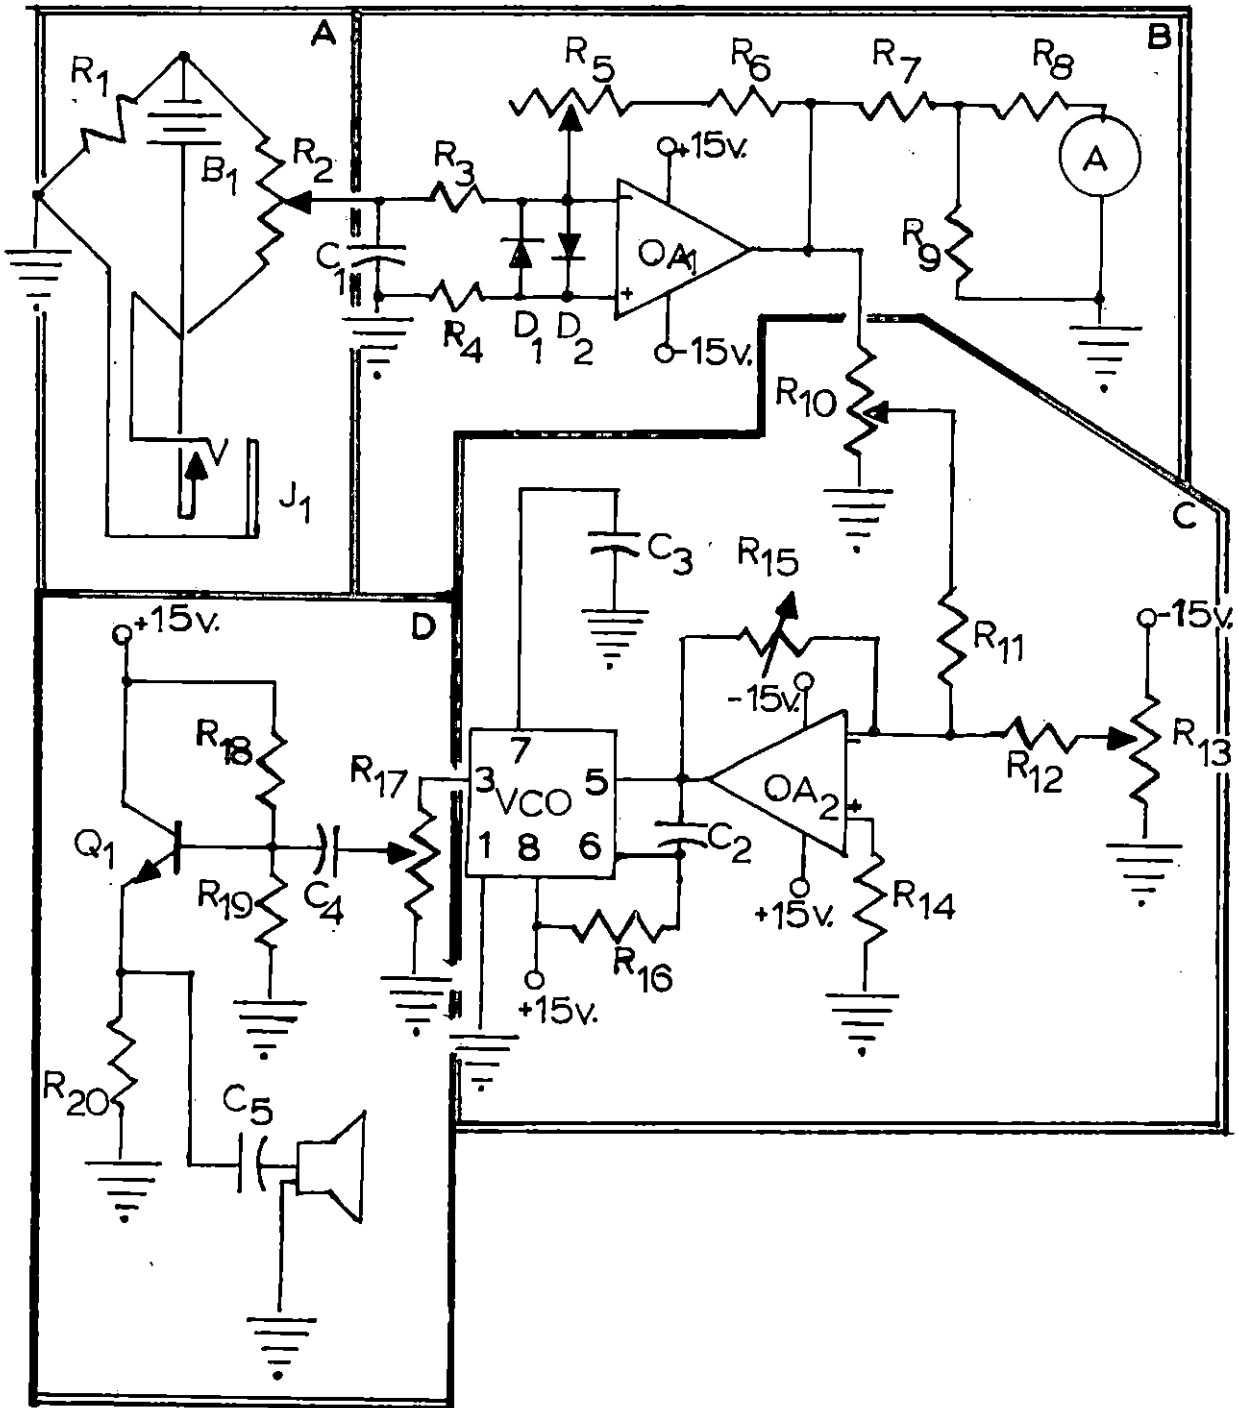 A
B
R5
R6
R7
R8
R1
B1
R2
R3
+15v.
A
C1
OA1
R9
-
+
R4
D1
D2
-15v.
R10
J1
C
C3
R15
R11
-15v.
+15v.
D
-15v.
R18
R17
7
3
VCO
5
1
8
6
OA2
-
+
R12
R13
Q1
C2
R19
C4
+15v.
R14
R16
+15v.
R20
C5